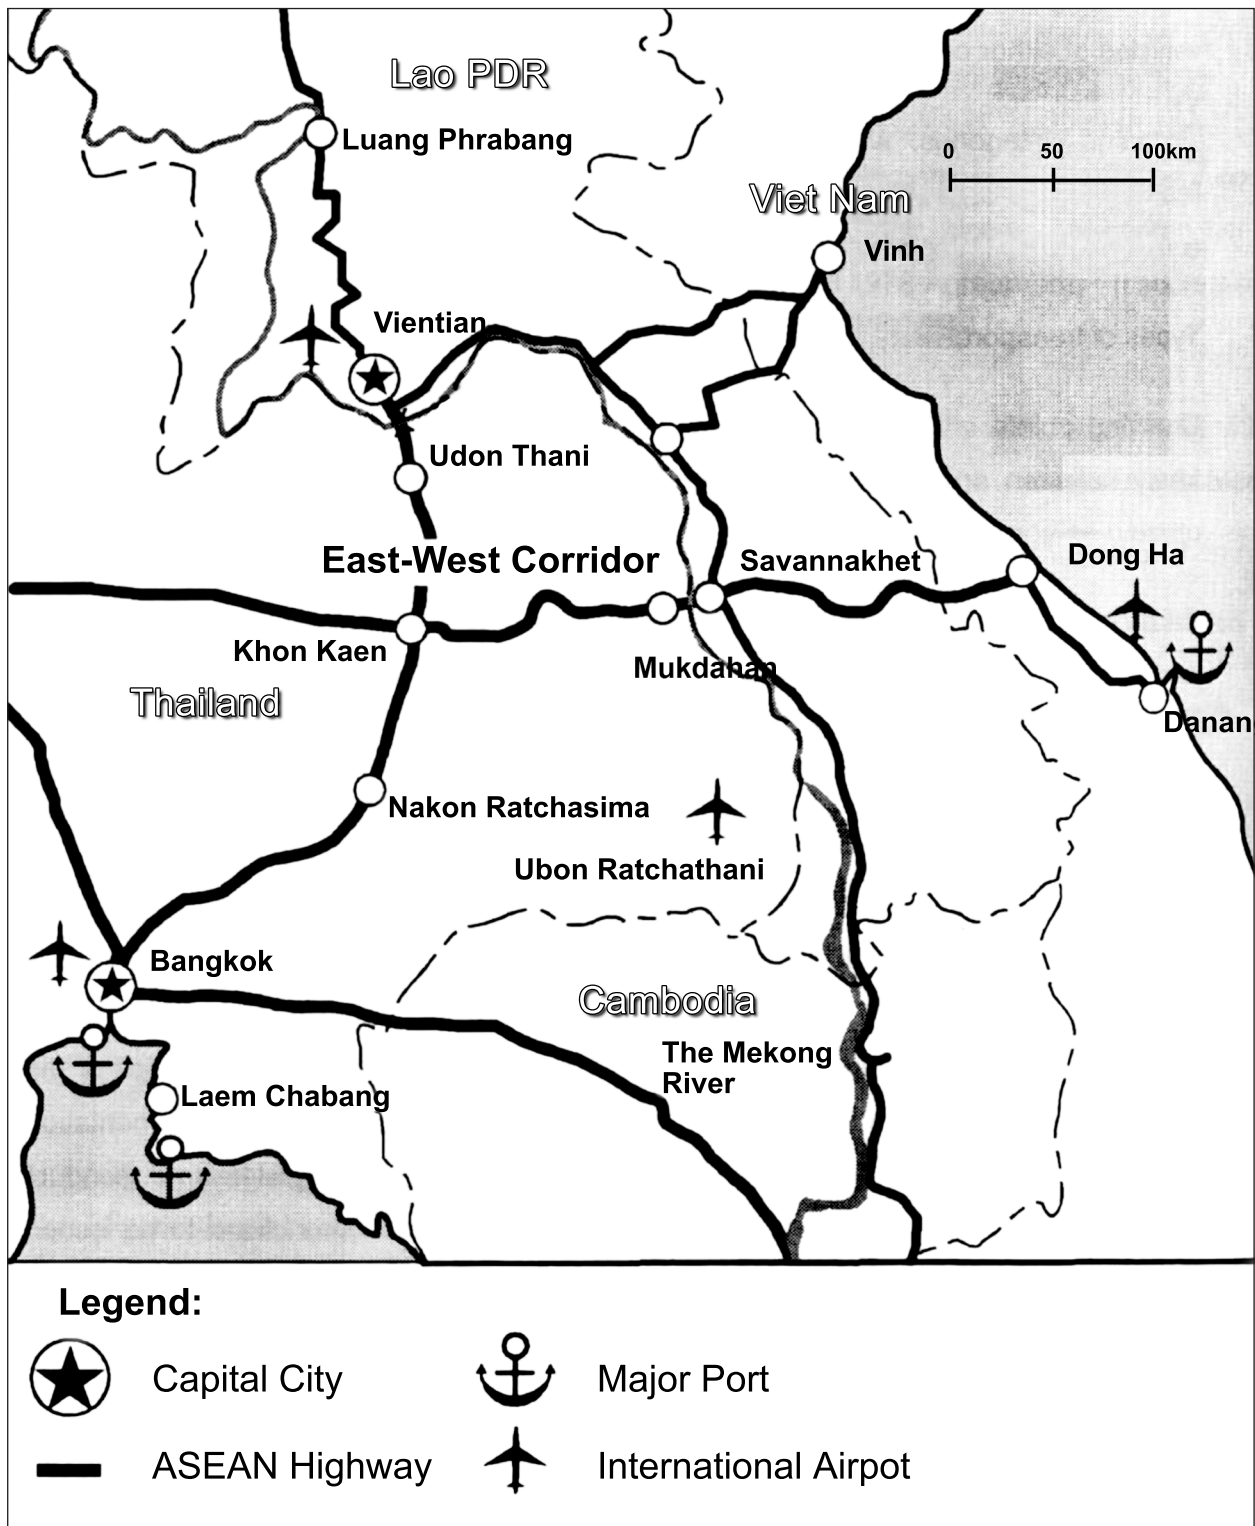 Lao PDR
Luang Phrabang
0 50 100km
Viet Nam
Vinh
Vientian
Udon Thani
East-West Corridor
Savannakhet
Dong Ha
Khon Kaen
Mukdahan
Thailand
Danan
Nakon Ratchasima
Ubon Ratchathani
Bangkok
Cambodia
The Mekong
River
Laem Chabang
Legend:
Capital City
Major Port
ASEAN Highway
International Airpot